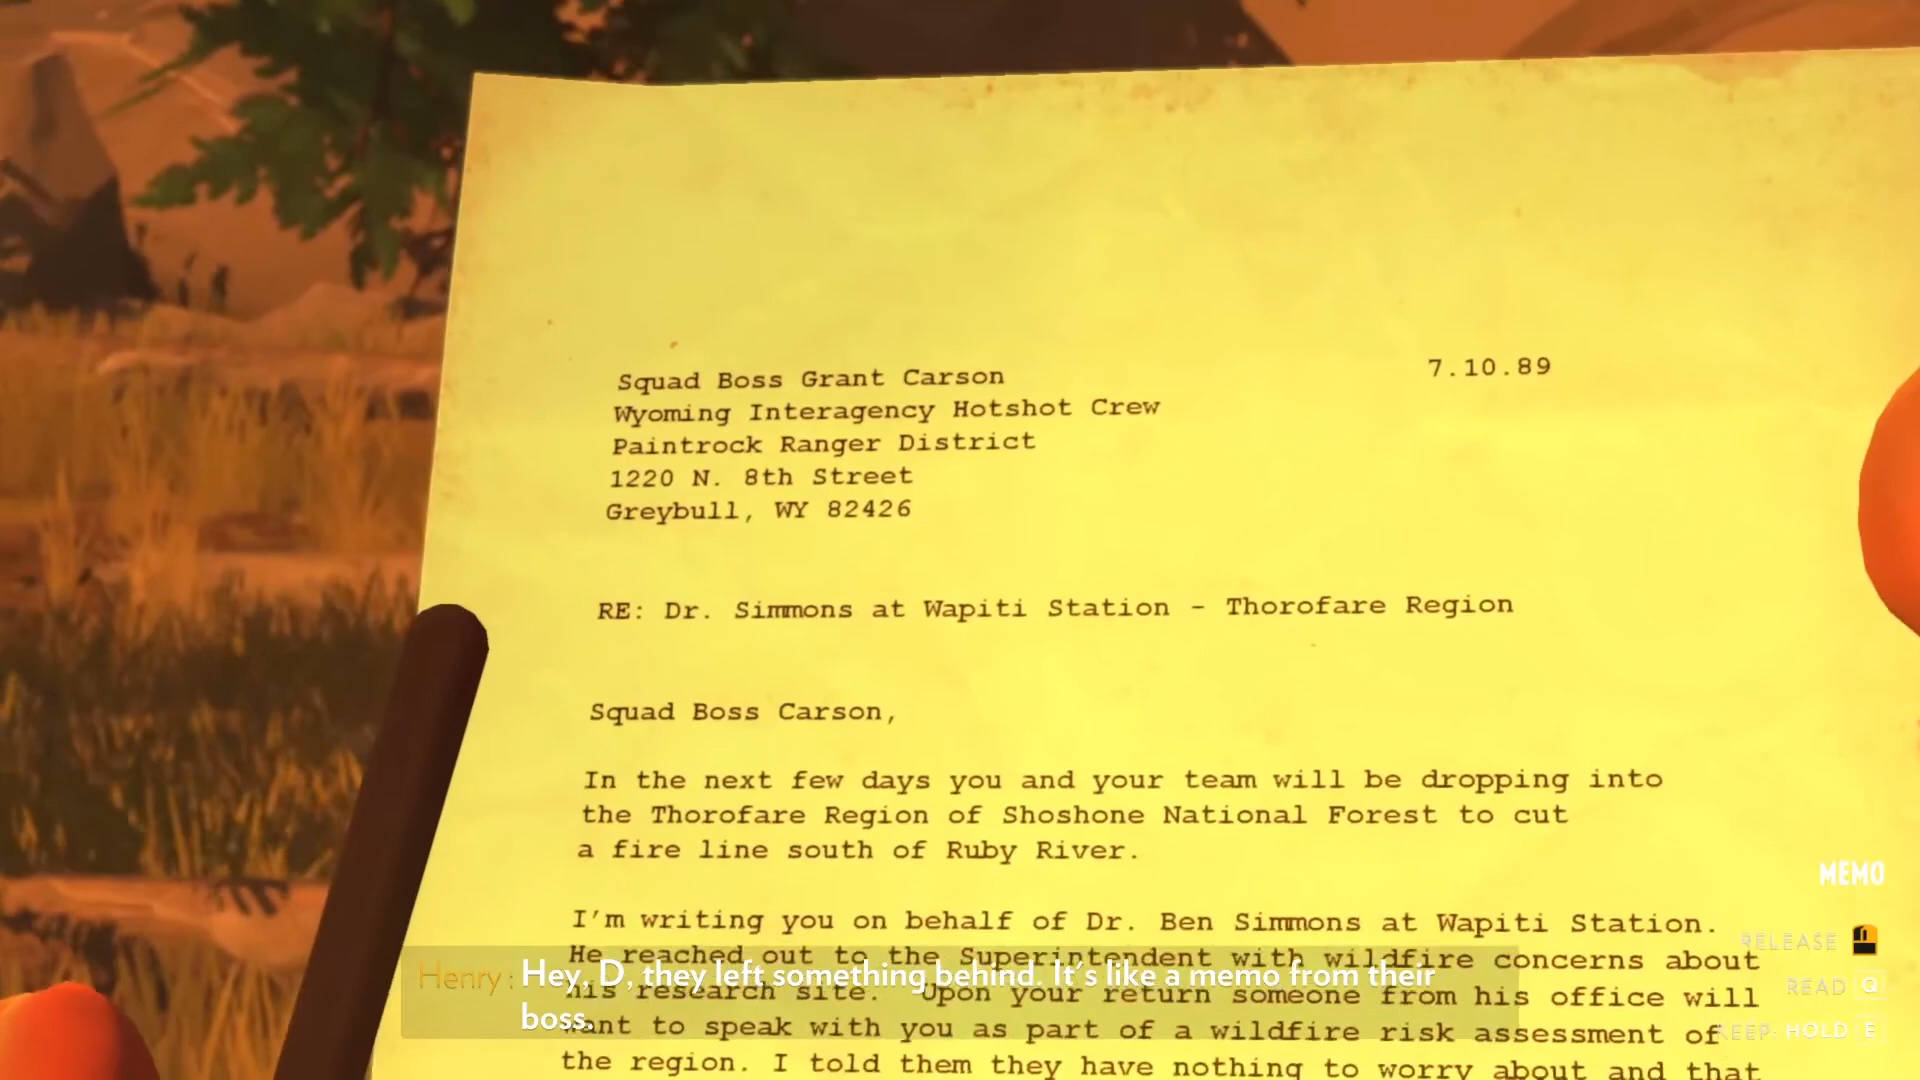 Squad Boss Grant Carson
7.10.89
Wyoming Interagency Hotshot Crew
Paintrock Ranger District
1220 N. 8th Street
Greybull, WY 82426
RE: Dr. Simmons at Wapiti Station - Thorofare Region
Squad Boss Carson,
In the next few days you and your team will be dropping into
the Thorofare Region of Shoshone National Forest to cut
a fire line south of Ruby River.
I'm writing you on behalf of Dr. Ben Simmons at Wapiti Station.
He reached out to the Superintendent with wildfire concerns about
his research site. Upon your return someone from his office will
want to speak with you as part of a wildfire risk assessment of
the region. I told them they have nothing to worry about and that
Henry: Hey, D, they left something behind. It's like a memo from their
boss.
MEMO
RELEASE
READ Q
KEEP: HOLD E